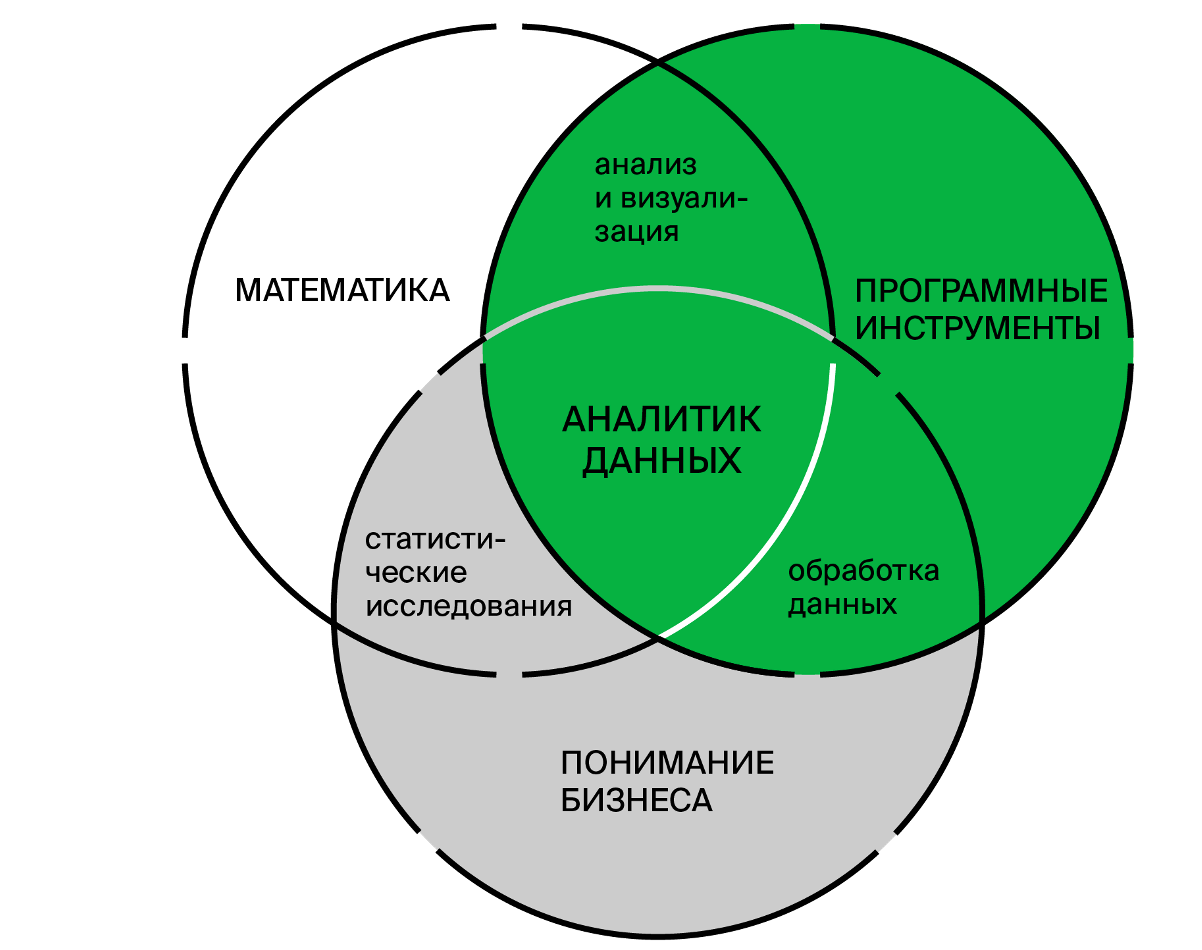 анализ
и визуали-
зация
МАТЕМАТИКА
ПРОГРАММНЫЕ
ИНСТРУМЕНТЫ
АНАЛИТИК
ДАННЫХ
статисти-
ческие
исследования
обработка
данных
ПОНИМАНИЕ
БИЗНЕСА